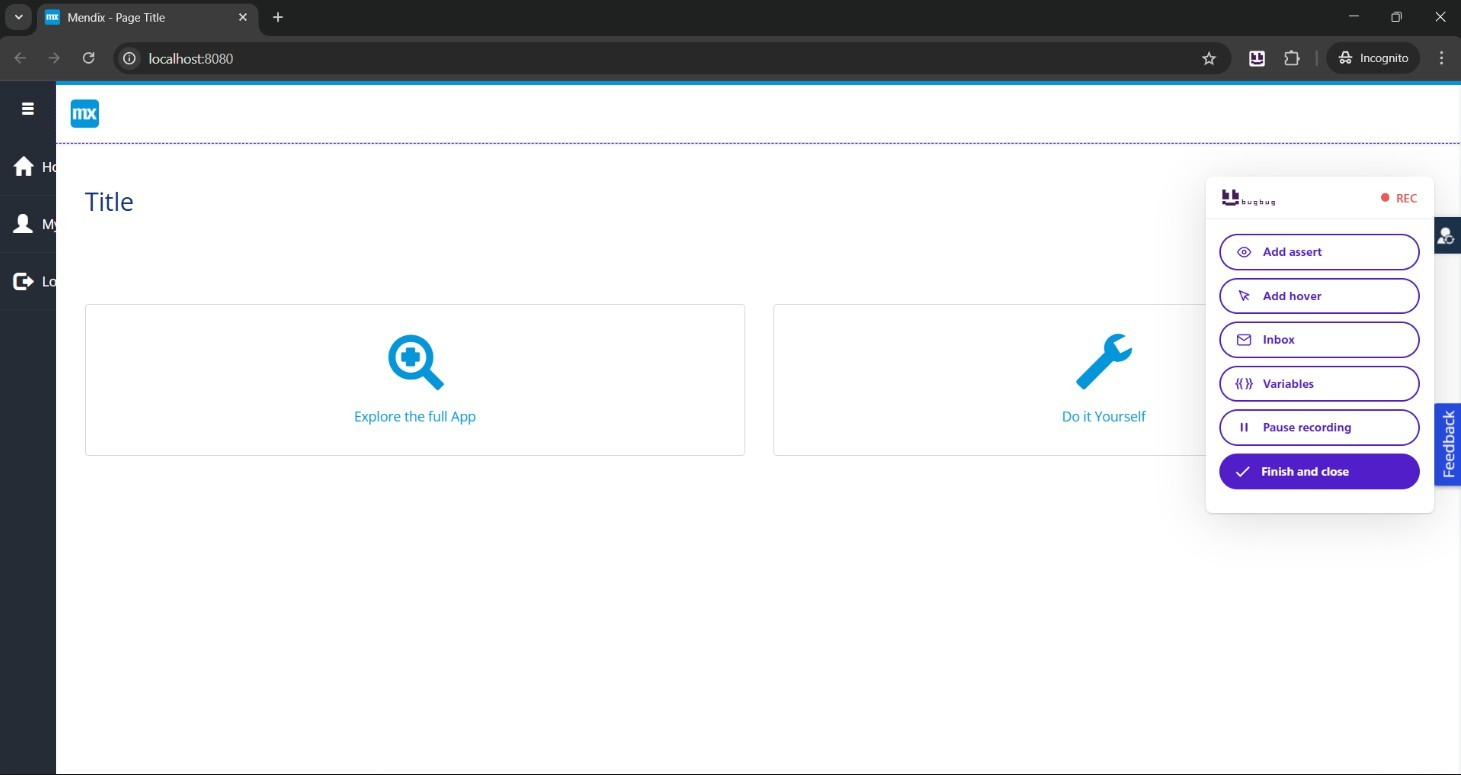 mx Mendix - Page Title
localhost:8080
Incognito
mx
Ho
My
Lo
Title
Explore the full App
Do it Yourself
bugbug REC
Add assert
Add hover
Inbox
Variables
Pause recording
Finish and close
Feedback